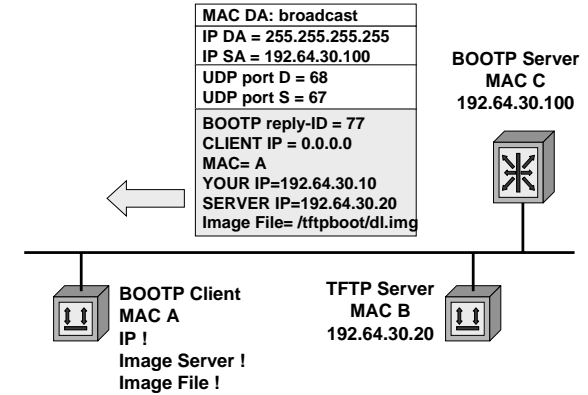 MAC DA: broadcast
IP DA = 255.255.255.255
IP SA = 192.64.30.100
UDP port D = 68
UDP port S = 67
BOOTP reply-ID = 77
CLIENT IP = 0.0.0.0
MAC= A
YOUR IP=192.64.30.10
SERVER IP=192.64.30.20
Image File= /tftpboot/dl.img
BOOTP Server
MAC C
192.64.30.100
BOOTP Client
MAC A
IP !
Image Server !
Image File !
TFTP Server
MAC B
192.64.30.20